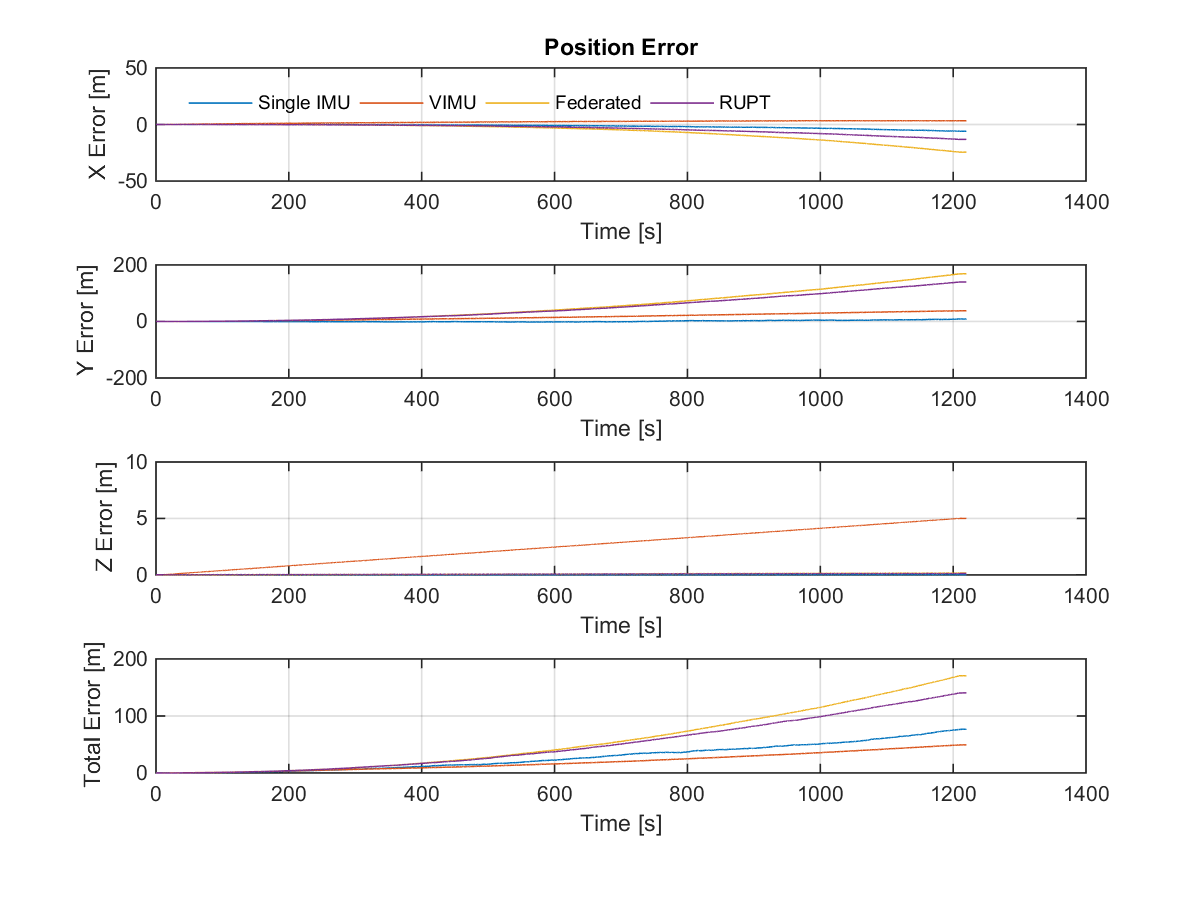 Position Error
50
0
-50
X Error [m]
Single IMU VIMU Federated RUPT
0 200 400 600 800 1000 1200 1400
Time [s]
200
0
-200
Y Error [m]
0 200 400 600 800 1000 1200 1400
Time [s]
10
5
0
Z Error [m]
0 200 400 600 800 1000 1200 1400
Time [s]
200
100
0
Total Error [m]
0 200 400 600 800 1000 1200 1400
Time [s]